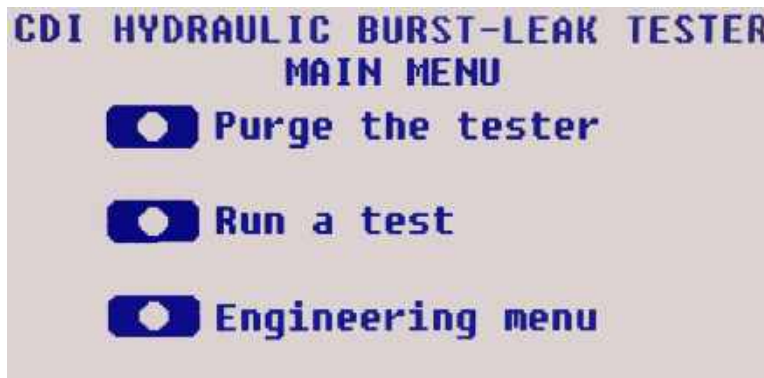 CDI HYDRAULIC BURST-LEAK TESTER
MAIN MENU
Purge the tester
Run a test
Engineering menu